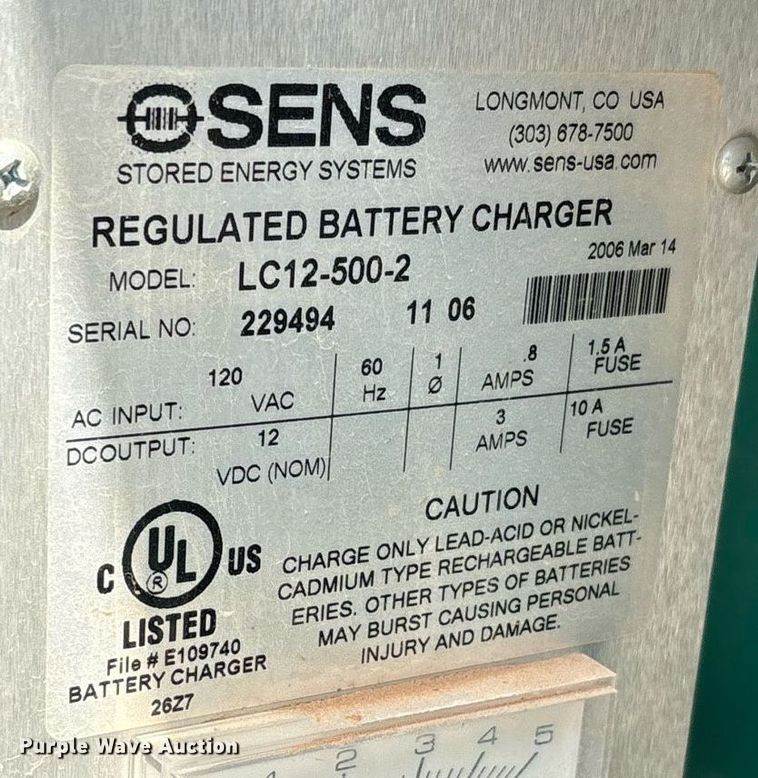 SENS
STORED ENERGY SYSTEMS
LONGMONT, CO USA
(303) 678-7500
www.sens-usa.com
REGULATED BATTERY CHARGER
2006 Mar 14
MODEL: LC12-500-2
SERIAL NO: 229494 11 06
AC INPUT: 120 VAC 60 Hz 1 Ø .8 AMPS 1.5 A FUSE
DCOUTPUT: 12 VDC (NOM) 3 AMPS 10 A FUSE
CAUTION
CHARGE ONLY LEAD-ACID OR NICKEL-
CADMIUM TYPE RECHARGEABLE BATT-
ERIES. OTHER TYPES OF BATTERIES
MAY BURST CAUSING PERSONAL
INJURY AND DAMAGE.
C UL ® US
LISTED
File # E109740
BATTERY CHARGER
26Z7
1 2 3 4 5
Purple Wave Auction